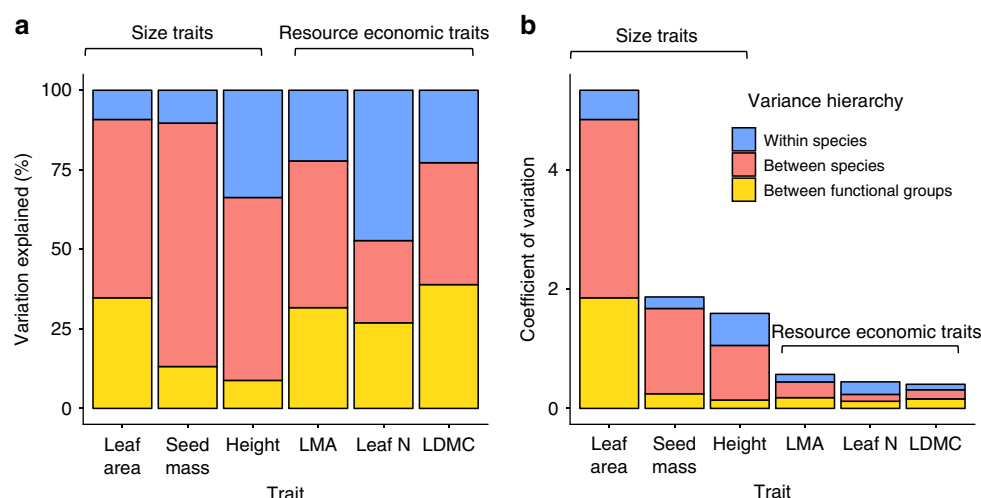 a
Size traits
Resource economic traits
Variation explained (%)
100
75
50
25
0
Leaf area
Seed mass
Height
LMA
Leaf N
LDMC
Trait
b
Size traits
Variance hierarchy
Within species
Between species
Between functional groups
Resource economic traits
Coefficient of variation
4
2
0
Leaf area
Seed mass
Height
LMA
Leaf N
LDMC
Trait